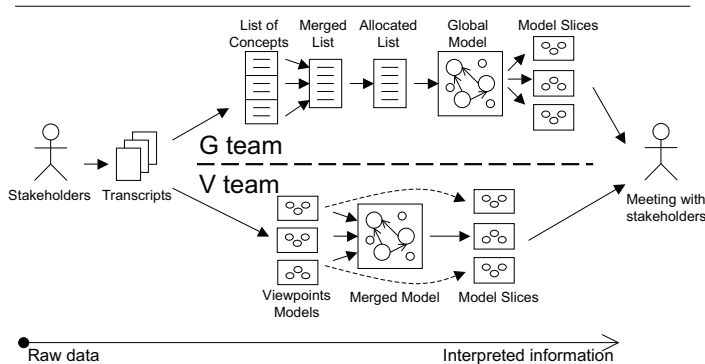 List of
Concepts
Merged
List
Allocated
List
Global
Model
Model Slices
G team
V team
Stakeholders
Transcripts
Meeting with
stakeholders
Viewpoints
Models
Merged Model
Model Slices
Raw data
Interpreted information